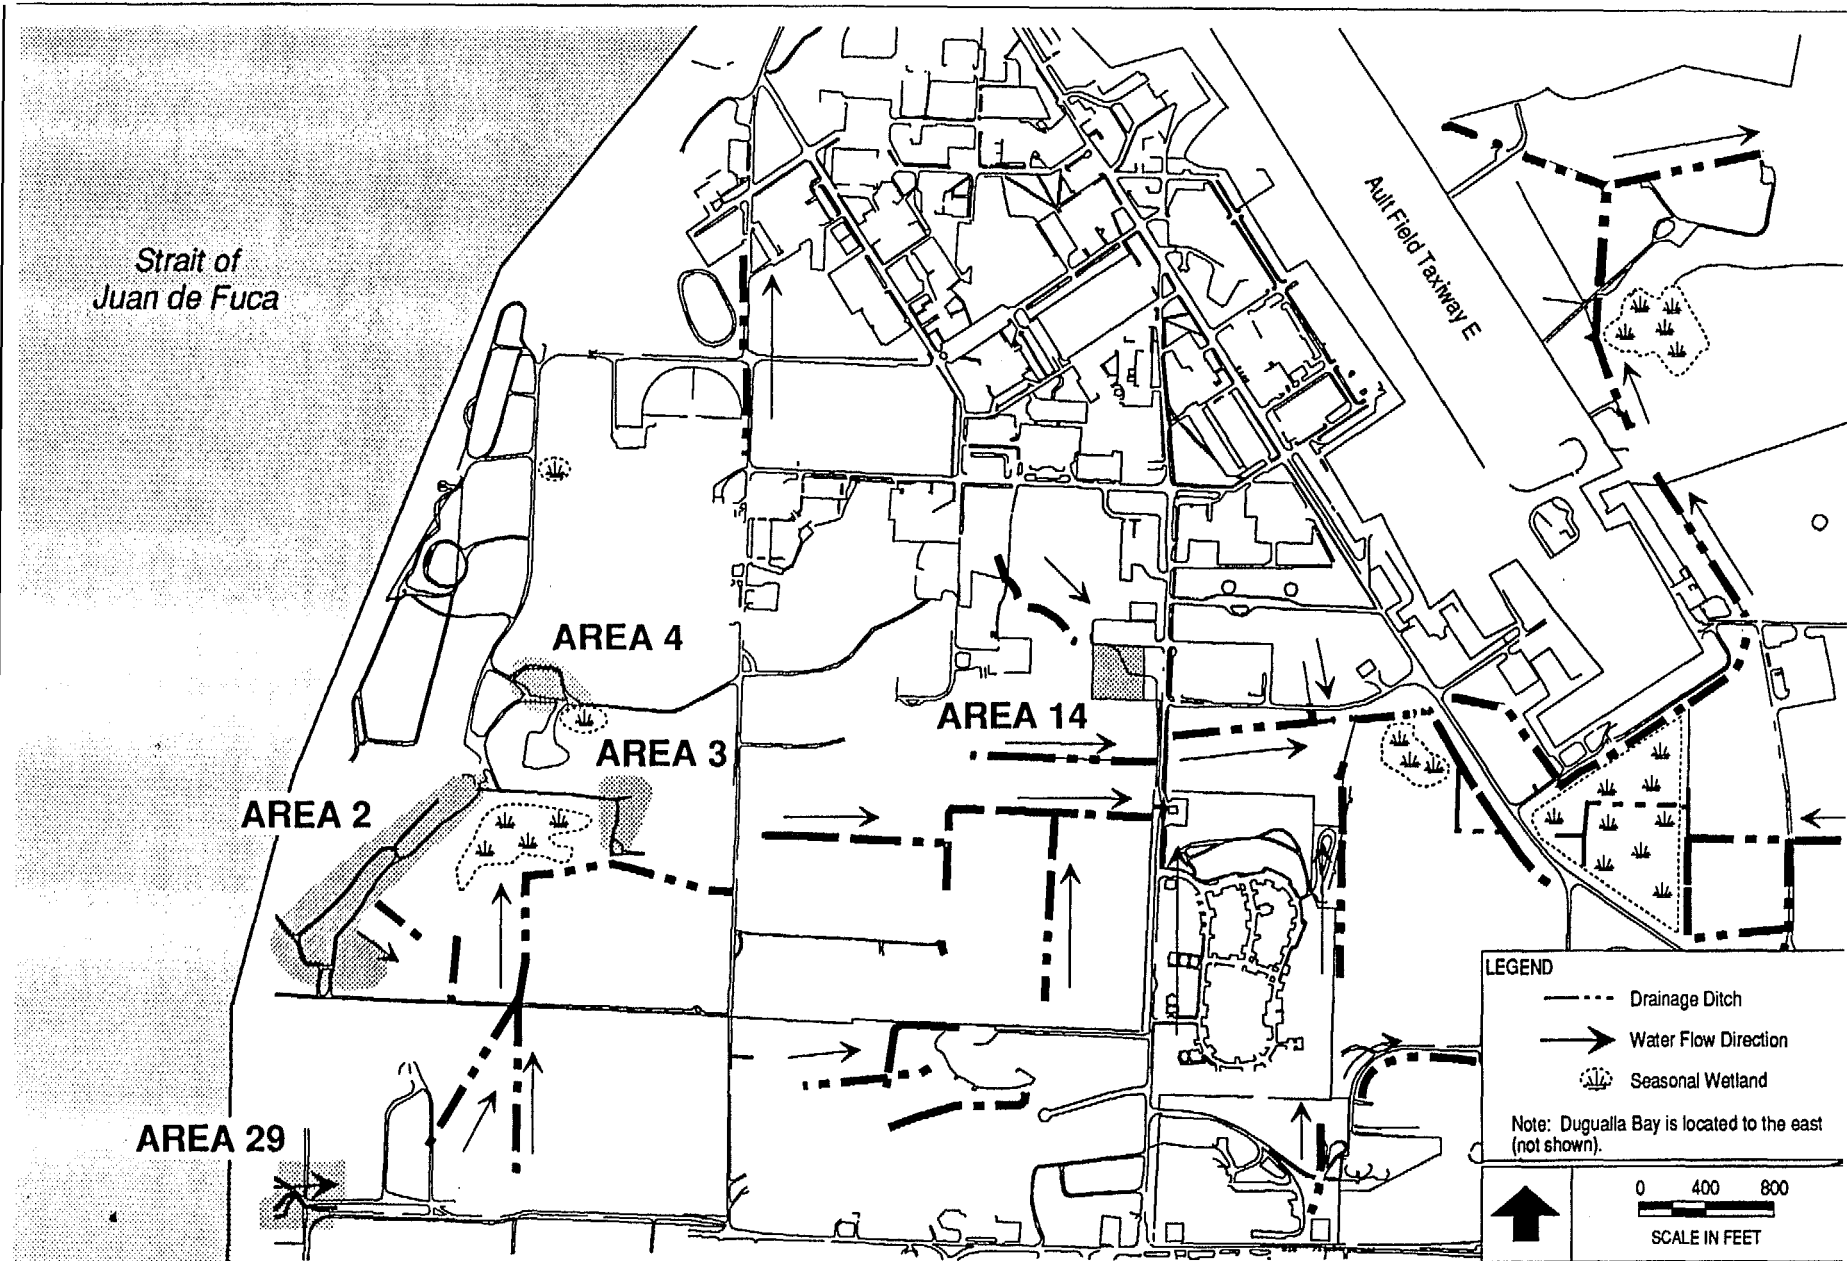 Strait of
Juan de Fuca
Ault Field Taxiway E
AREA 4
AREA 14
AREA 3
AREA 2
AREA 29
LEGEND
Drainage Ditch
Water Flow Direction
Seasonal Wetland
Note: Dugualla Bay is located to the east
(not shown).
0 400 800
SCALE IN FEET